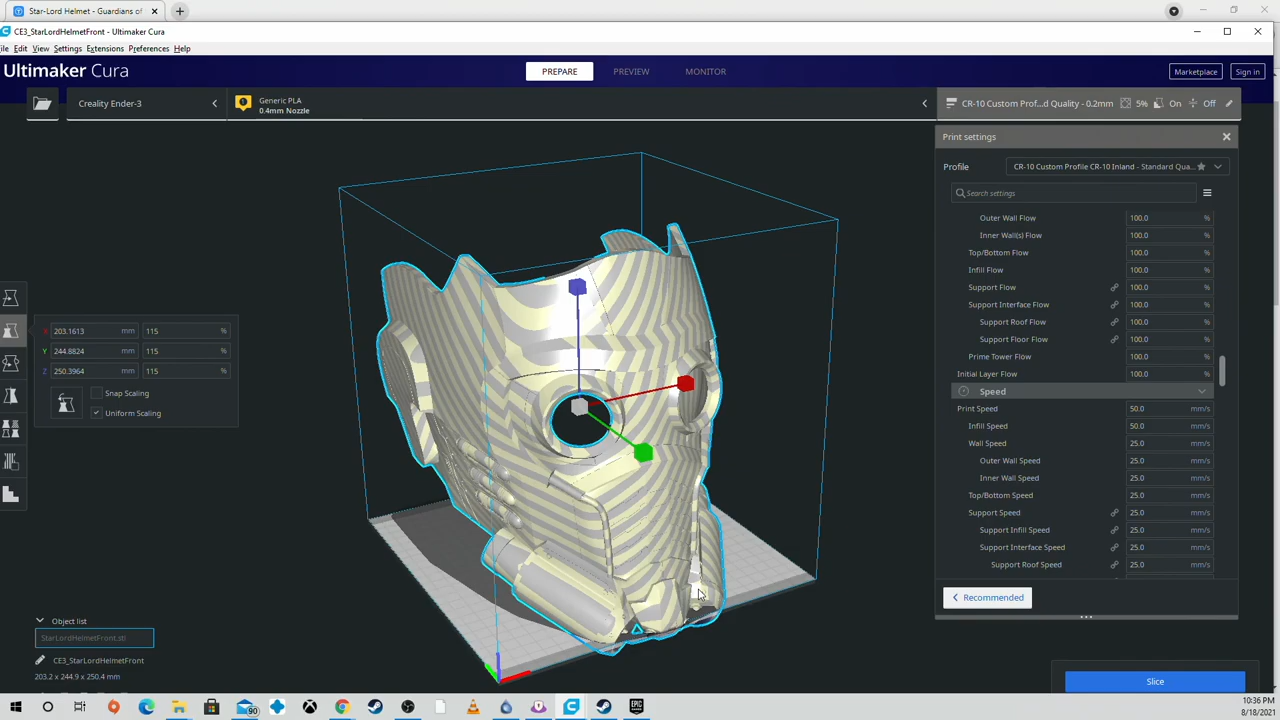 Star-Lord Helmet - Guardians of
CE3_StarLordHelmetFront - Ultimaker Cura
ile Edit View Settings Extensions Preferences Help
Ultimaker Cura
PREPARE
PREVIEW
MONITOR
Marketplace
Sign in
Creality Ender-3
Generic PLA
0.4mm Nozzle
CR-10 Custom Prof...d Quality - 0.2mm
5%
On
Off
Print settings
Profile
CR-10 Custom Profile CR-10 Inland - Standard Qua...
Search settings
Outer Wall Flow 100.0 %
Inner Wall(s) Flow 100.0 %
Top/Bottom Flow 100.0 %
Infill Flow 100.0 %
Support Flow 100.0 %
Support Interface Flow 100.0 %
Support Roof Flow 100.0 %
Support Floor Flow 100.0 %
Prime Tower Flow 100.0 %
Initial Layer Flow 100.0 %
Speed
Print Speed 50.0 mm/s
Infill Speed 50.0 mm/s
Wall Speed 25.0 mm/s
Outer Wall Speed 25.0 mm/s
Inner Wall Speed 25.0 mm/s
Top/Bottom Speed 25.0 mm/s
Support Speed 25.0 mm/s
Support Infill Speed 25.0 mm/s
Support Interface Speed 25.0 mm/s
Support Roof Speed 25.0 mm/s
Recommended
X 203.1613 mm 115 %
Y 244.8824 mm 115 %
Z 250.3964 mm 115 %
Snap Scaling
Uniform Scaling
Object list
StarLordHelmetFront.stl
CE3_StarLordHelmetFront
203.2 x 244.9 x 250.4 mm
Slice
90
EPIC
10:36 PM
8/18/2021